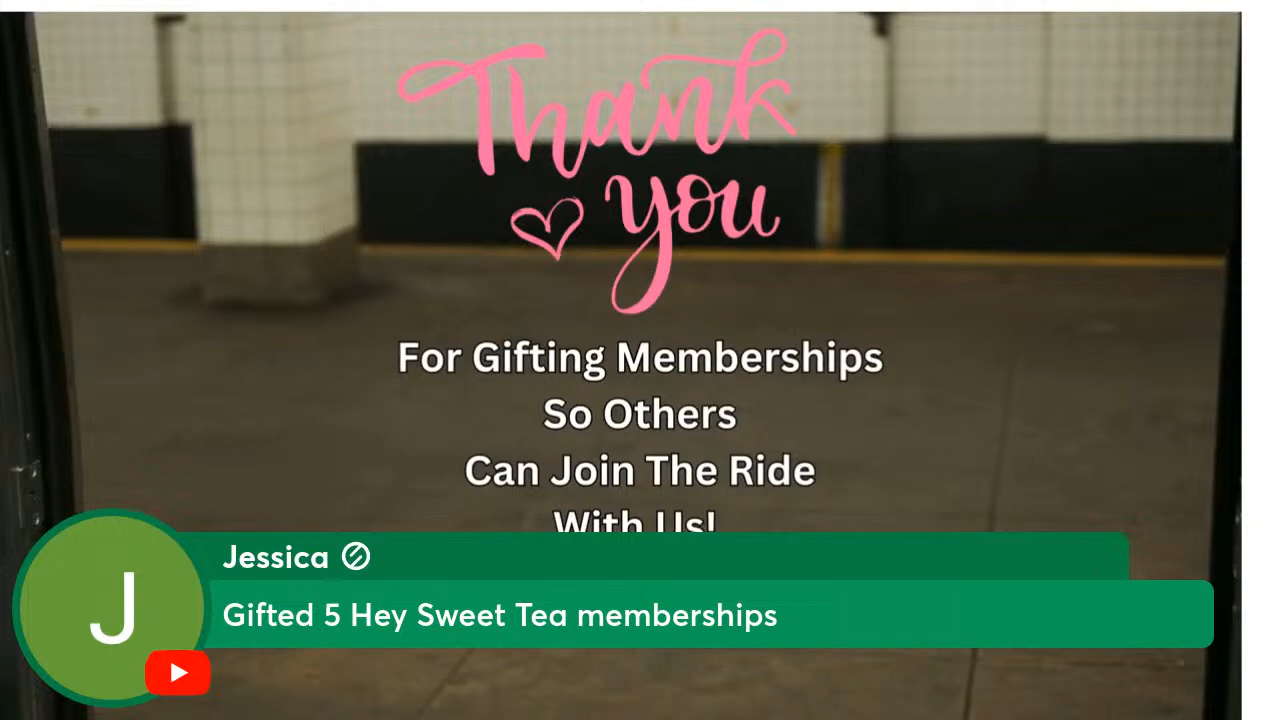 Thank
you
For Gifting Memberships
So Others
Can Join The Ride
With Us!
Jessica
Gifted 5 Hey Sweet Tea memberships
J